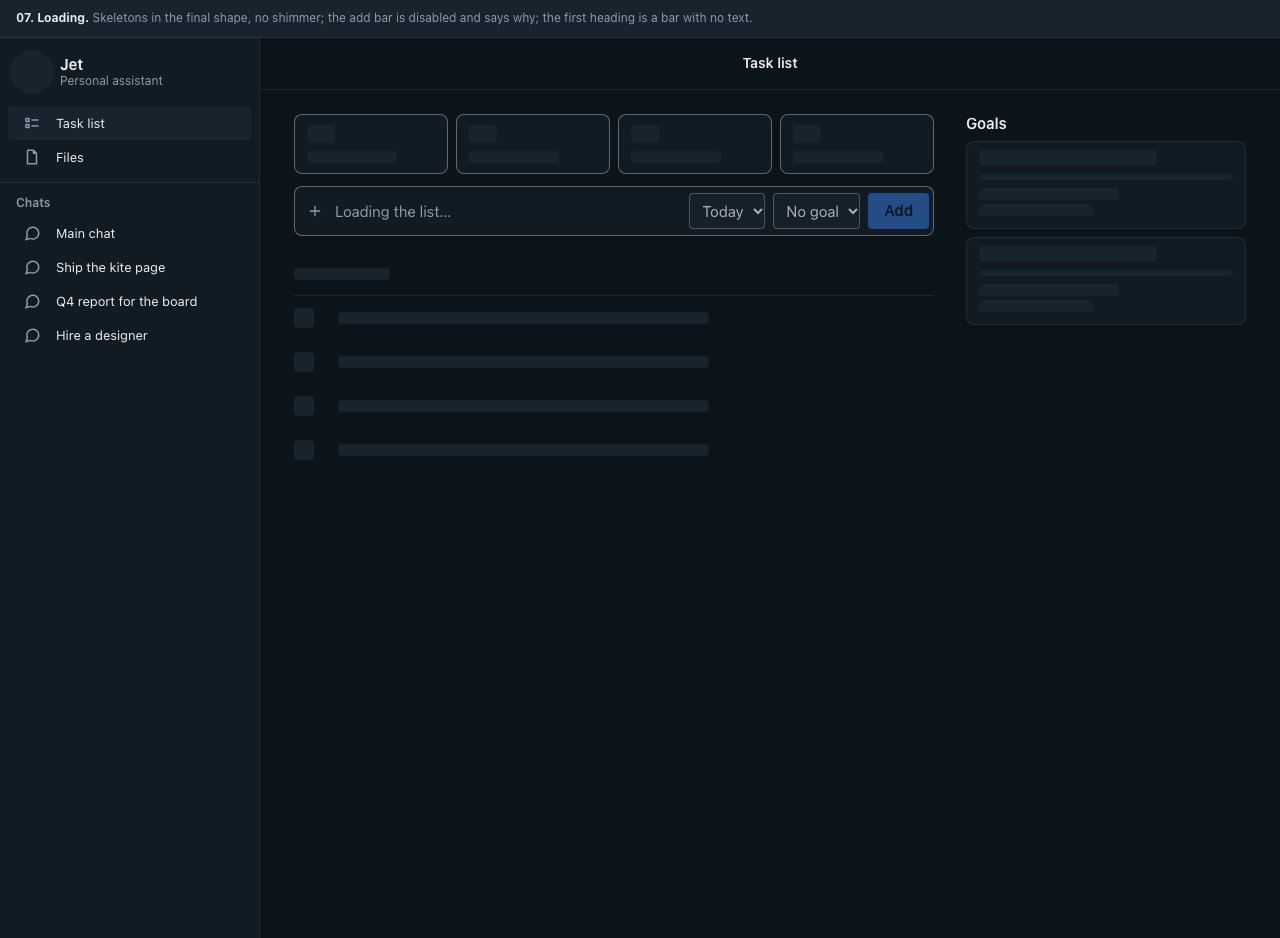 07. Loading. Skeletons in the final shape, no shimmer; the add bar is disabled and says why; the first heading is a bar with no text.
Jet
Personal assistant
Task list
Files
Chats
Main chat
Ship the kite page
Q4 report for the board
Hire a designer
Task list
Loading the list...
Today
No goal
Add
Goals